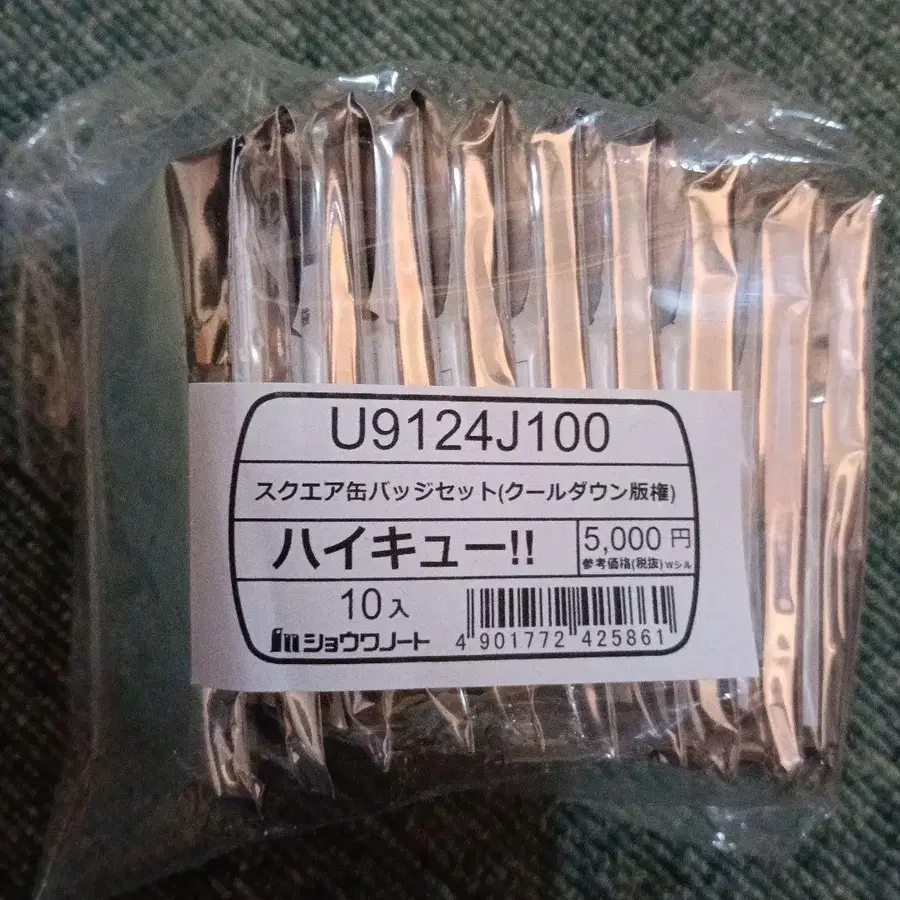 U9124J100
スクエア缶バッジセット(クールダウン版権)
ハイキュー!!
5,000 円
参考価格(税抜) Wシル
10入
ショウワノート
4 901772 425861